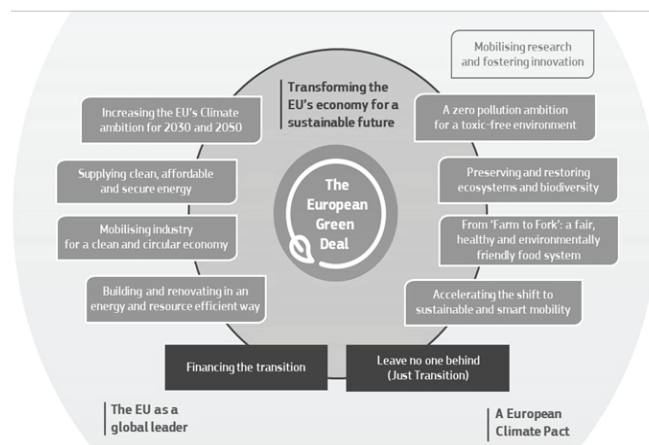 Mobilising research
and fostering innovation
Transforming the
EU's economy for a
sustainable future
Increasing the EU's Climate
ambition for 2030 and 2050
A zero pollution ambition
for a toxic-free environment
Supplying clean, affordable
and secure energy
Preserving and restoring
ecosystems and biodiversity
The
European
Green
Deal
Mobilising industry
for a clean and circular economy
From 'Farm to Fork': a fair,
healthy and environmentally
friendly food system
Building and renovating in an
energy and resource efficient way
Accelerating the shift to
sustainable and smart mobility
Financing the transition
Leave no one behind
(Just Transition)
The EU as a
global leader
A European
Climate Pact